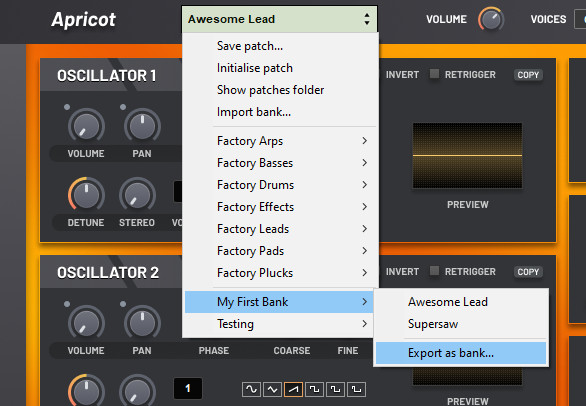 Apricot
Awesome Lead
VOLUME
VOICES
Save patch...
Initialise patch
Show patches folder
Import bank...
Factory Arps
Factory Basses
Factory Drums
Factory Effects
Factory Leads
Factory Pads
Factory Plucks
My First Bank
Testing
Awesome Lead
Supersaw
Export as bank...
OSCILLATOR 1
INVERT
RETRIGGER
COPY
VOLUME
PAN
DETUNE
STEREO
PREVIEW
OSCILLATOR 2
INVERT
RETRIGGER
COPY
VOLUME
PAN
PHASE
COARSE
FINE
1